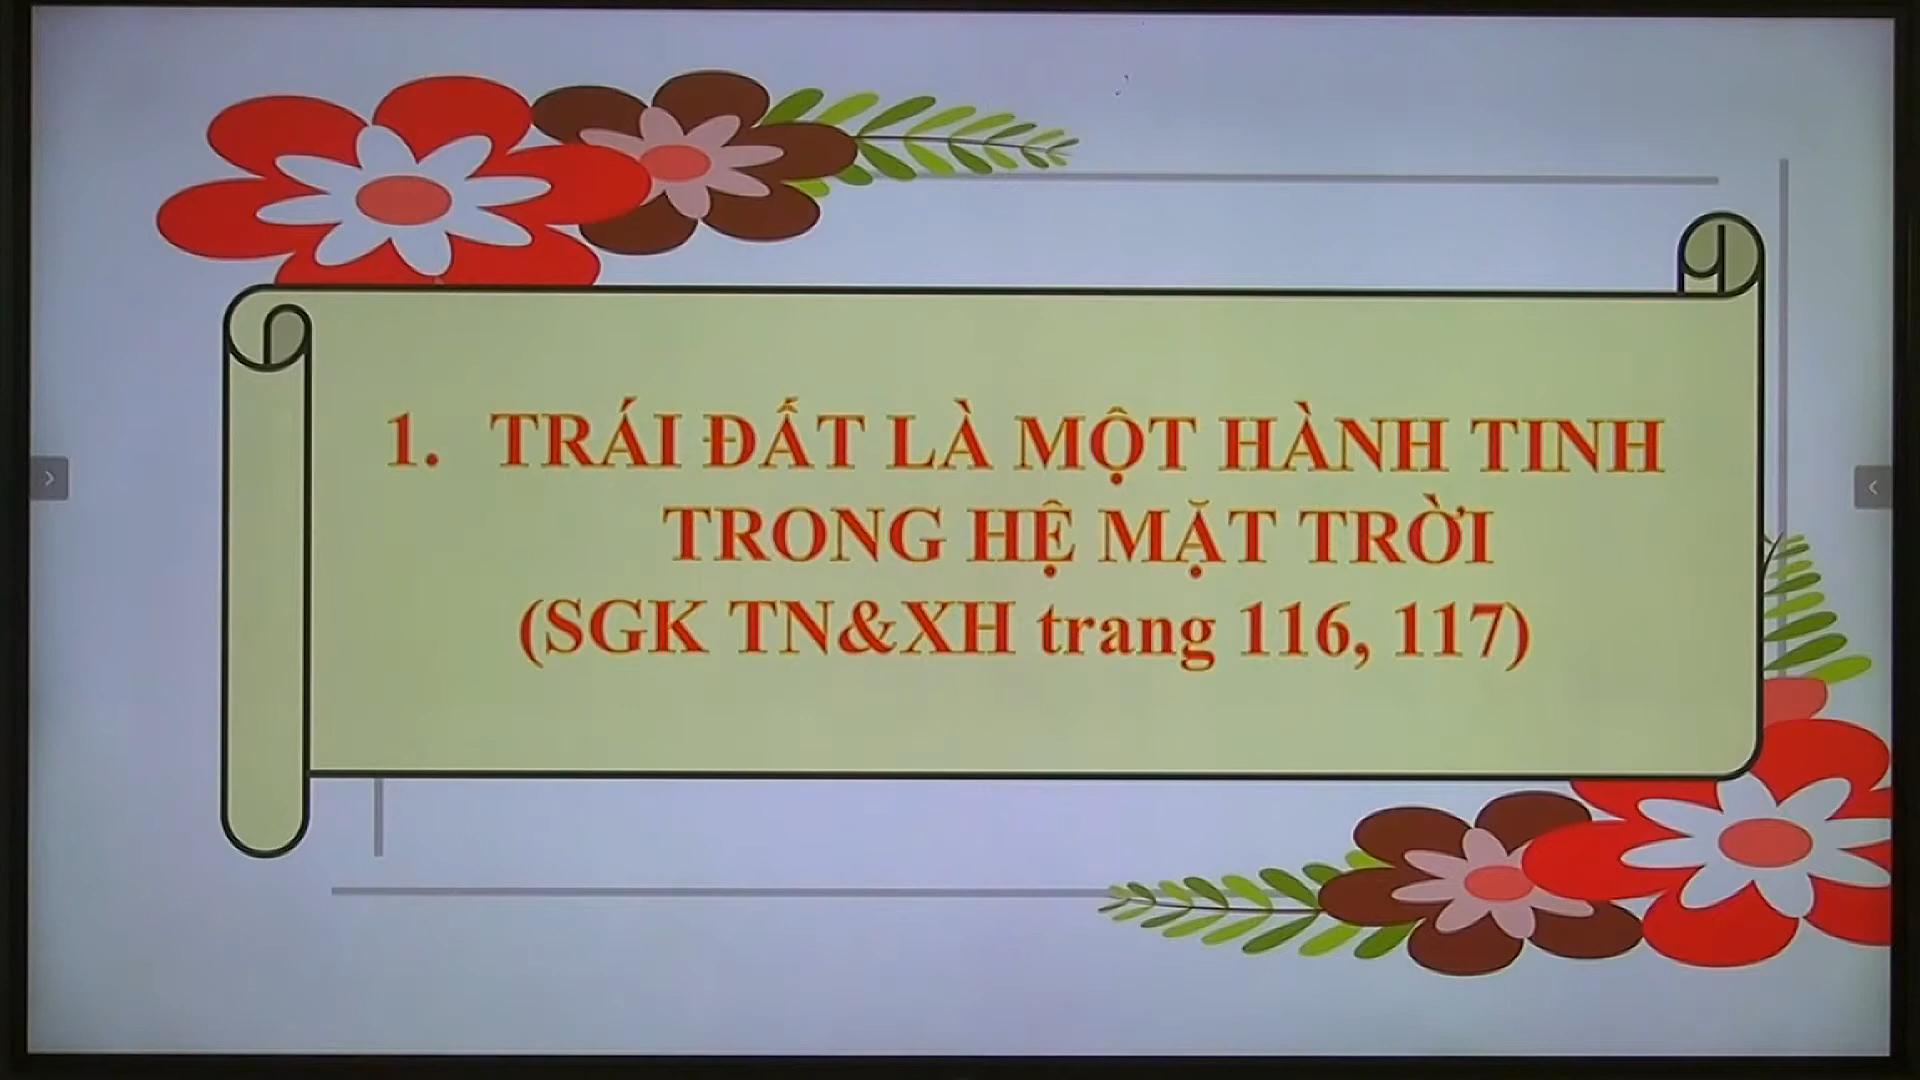 1. TRÁI ĐẤT LÀ MỘT HÀNH TINH
TRONG HỆ MẶT TRỜI
(SGK TN&XH trang 116, 117)